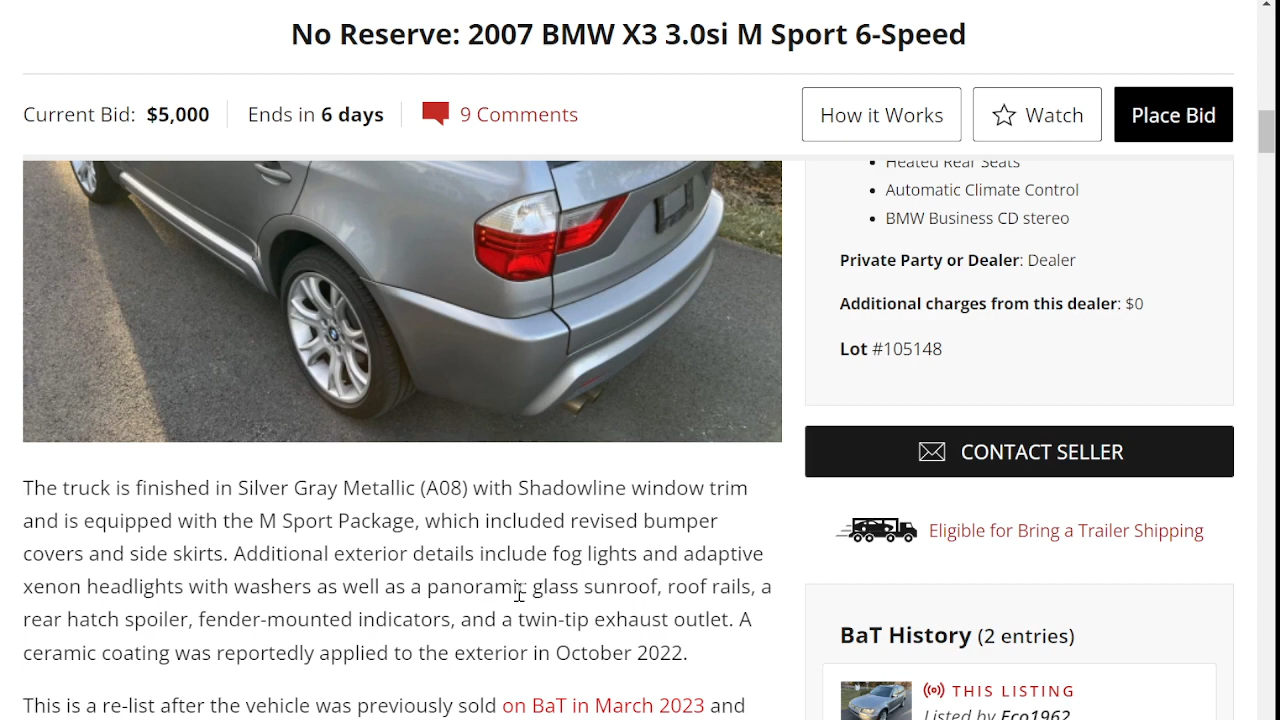 No Reserve: 2007 BMW X3 3.0si M Sport 6-Speed
Current Bid: $5,000
Ends in 6 days
9 Comments
How it Works
Watch
Place Bid
Heated Rear Seats
Automatic Climate Control
BMW Business CD stereo
Private Party or Dealer: Dealer
Additional charges from this dealer: $0
Lot #105148
CONTACT SELLER
Eligible for Bring a Trailer Shipping
BaT History (2 entries)
THIS LISTING
Listed by Eco1962
The truck is finished in Silver Gray Metallic (A08) with Shadowline window trim
and is equipped with the M Sport Package, which included revised bumper
covers and side skirts. Additional exterior details include fog lights and adaptive
xenon headlights with washers as well as a panoramic glass sunroof, roof rails, a
rear hatch spoiler, fender-mounted indicators, and a twin-tip exhaust outlet. A
ceramic coating was reportedly applied to the exterior in October 2022.
This is a re-list after the vehicle was previously sold on BaT in March 2023 and